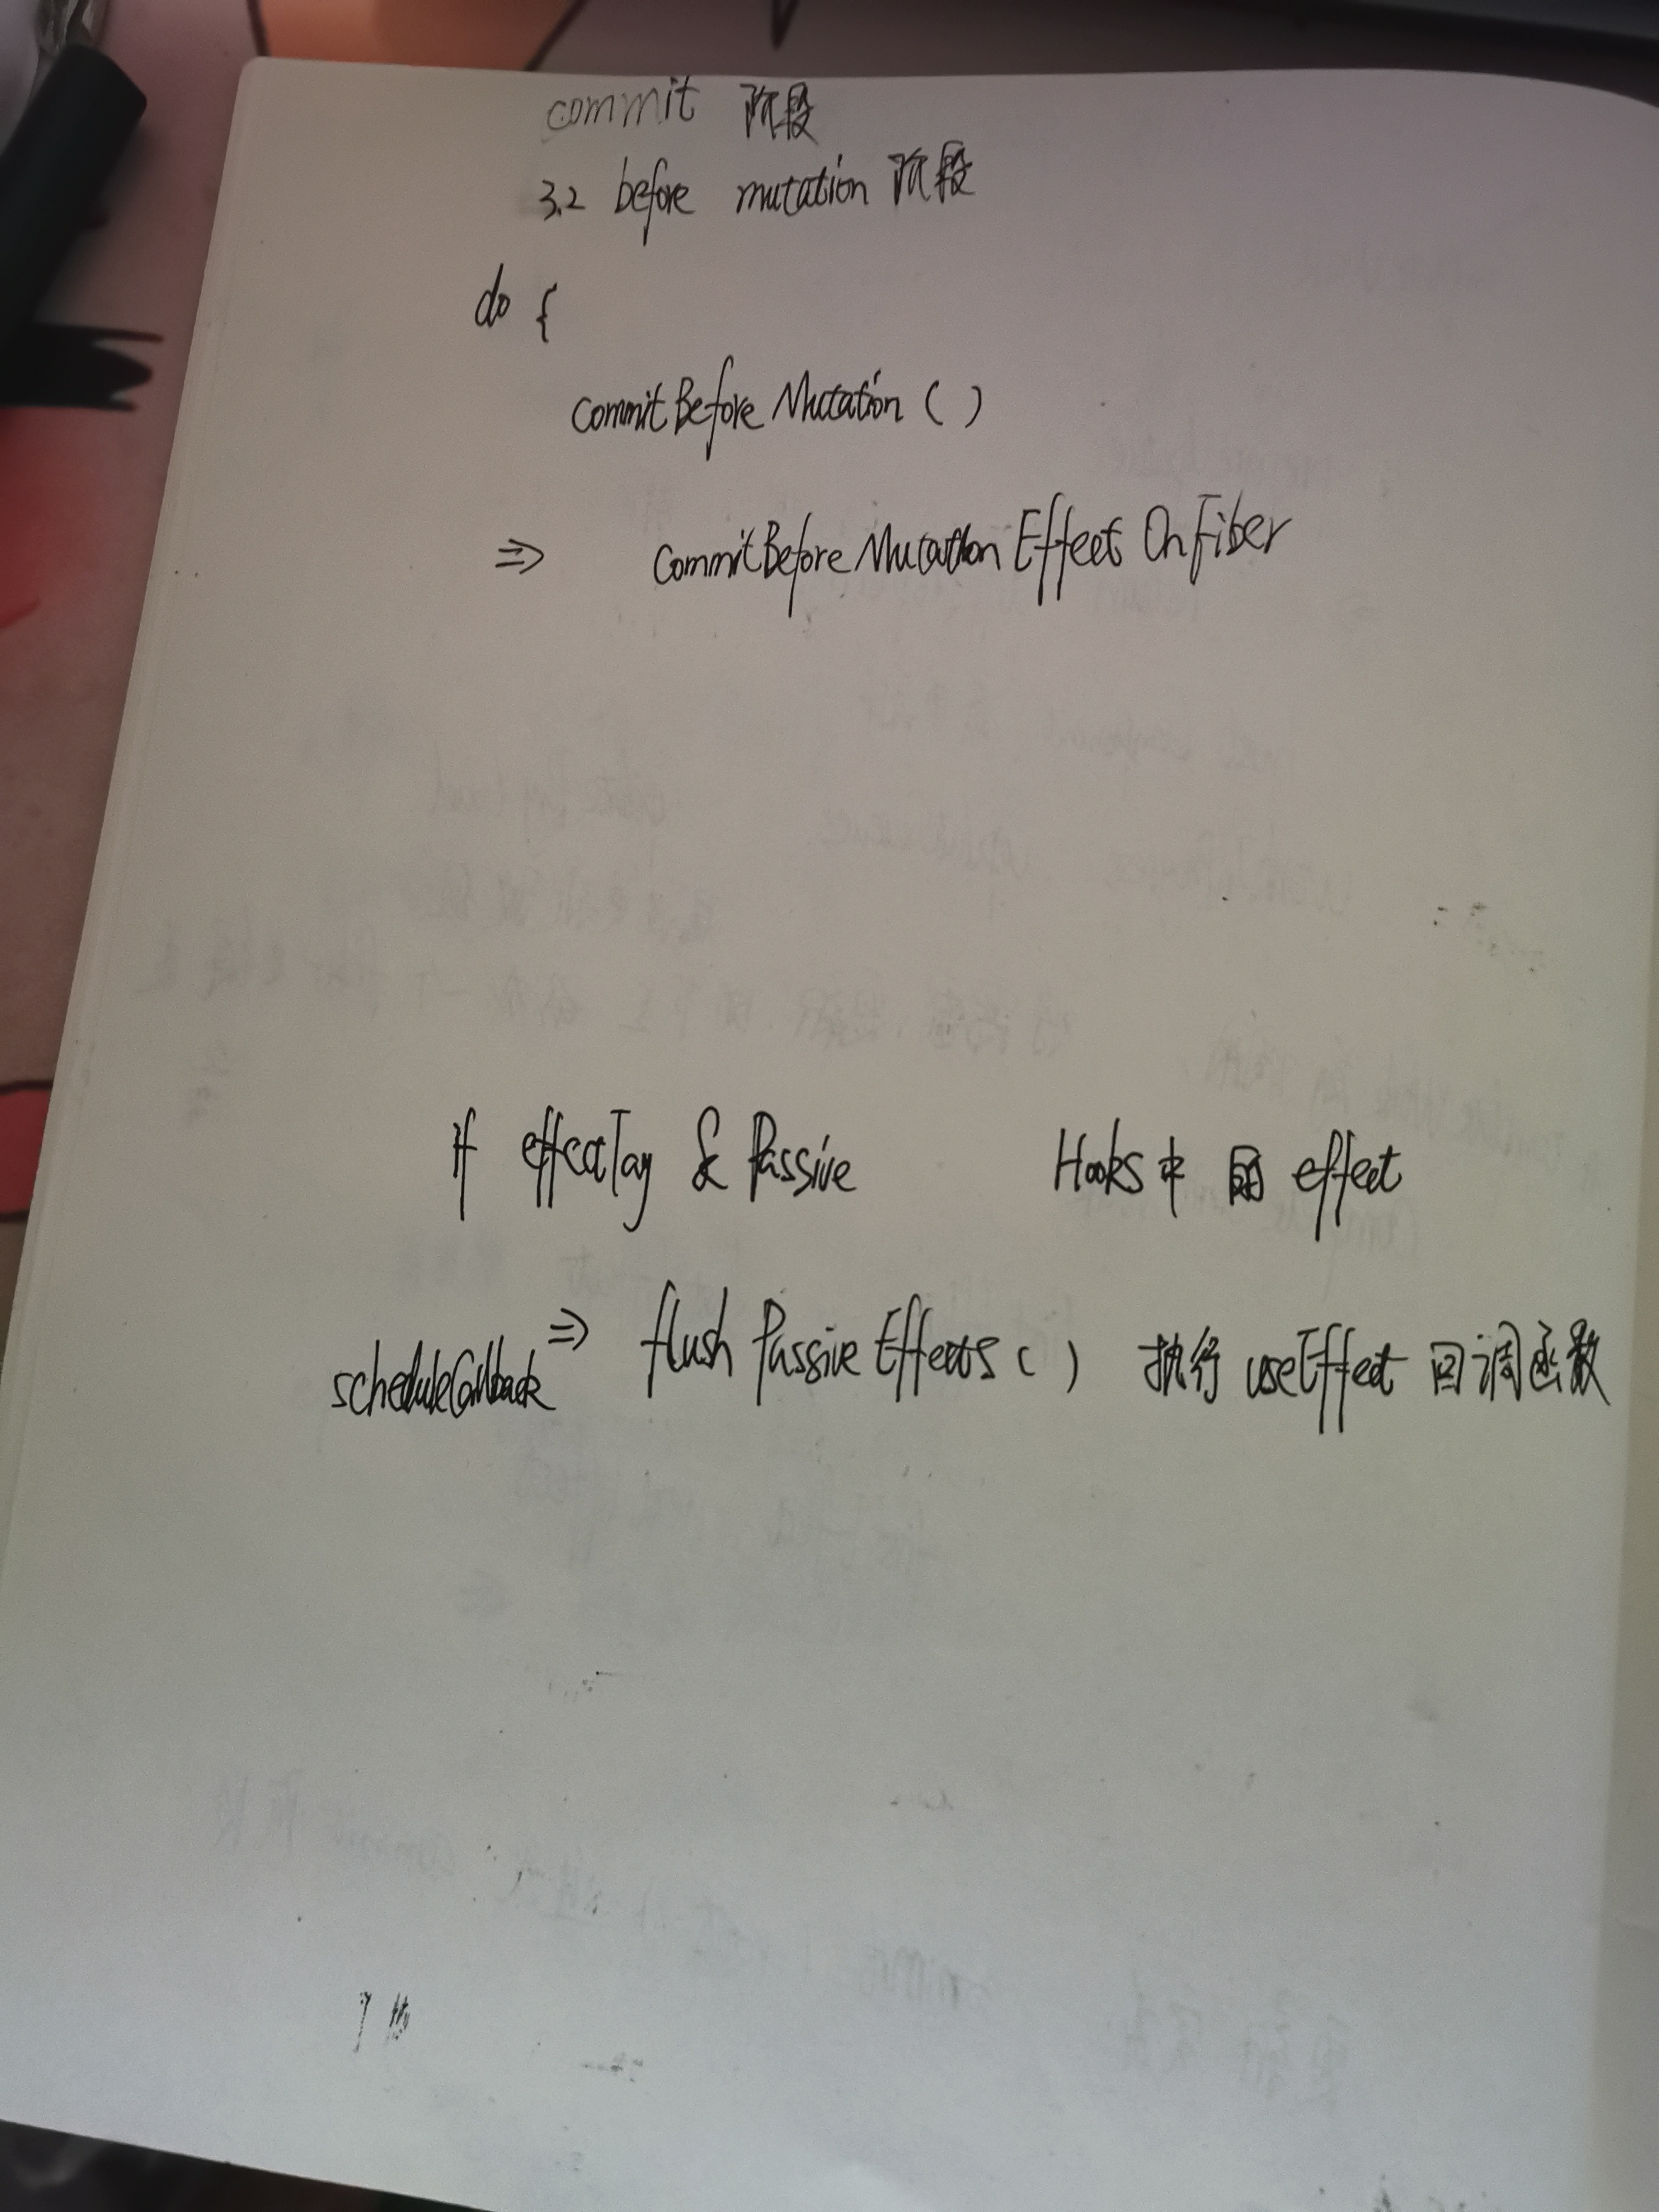 commit 阶段
3.2 before mutation 阶段
do {
commitBeforeMutation ( )
⇒ commitBeforeMutationEffectOnFiber
if effectTag & Passive Hooks中的 effect
scheduleCallback ⇒ flushPassiveEffects ( ) 执行 useEffect 回调函数